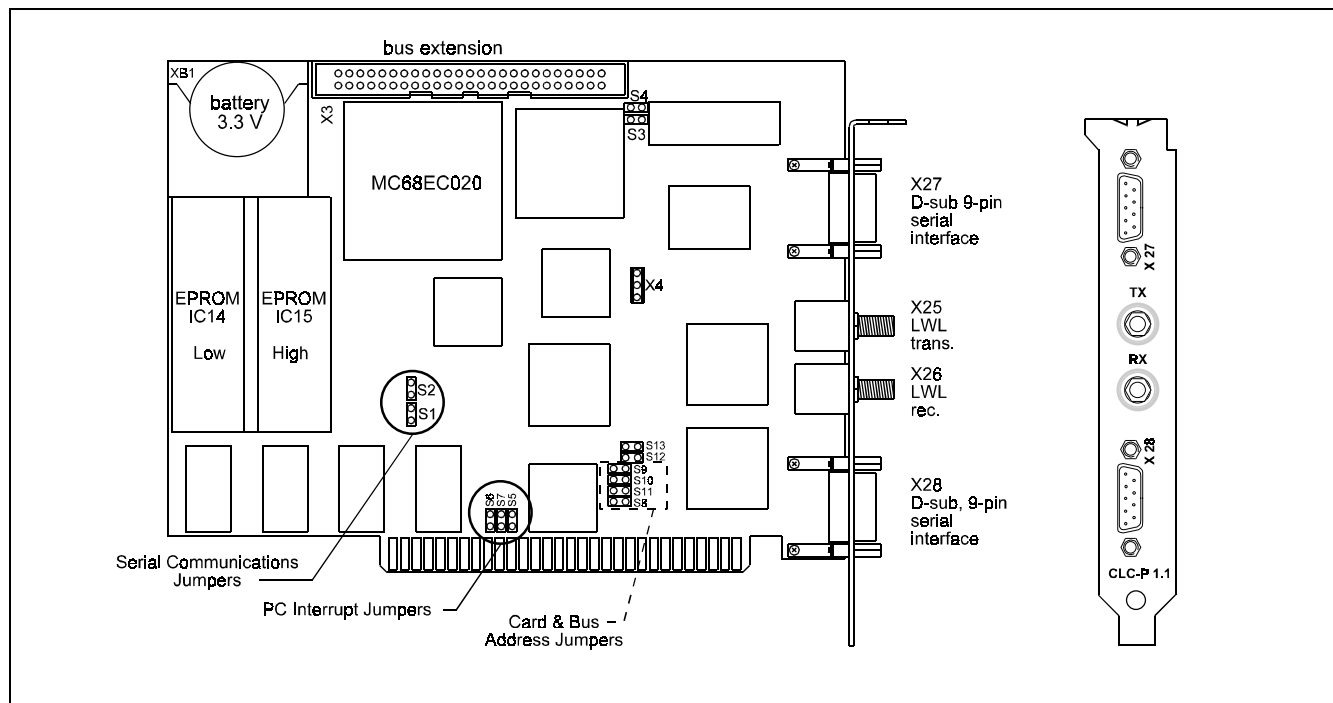 bus extension
XB1
battery
3.3 V
X3
S4
S3
MC68EC020
X4
EPROM
IC14
Low
EPROM
IC15
High
S2
S1
S13
S12
S9
S10
S11
S8
S6
S7
S5
X27
D-sub 9-pin
serial
interface
X25
LWL
trans.
X26
LWL
rec.
X28
D-sub, 9-pin
serial
interface
Serial Communications
Jumpers
PC Interrupt Jumpers
Card & Bus
Address Jumpers
X 27
TX
RX
X 28
CLC-P 1.1